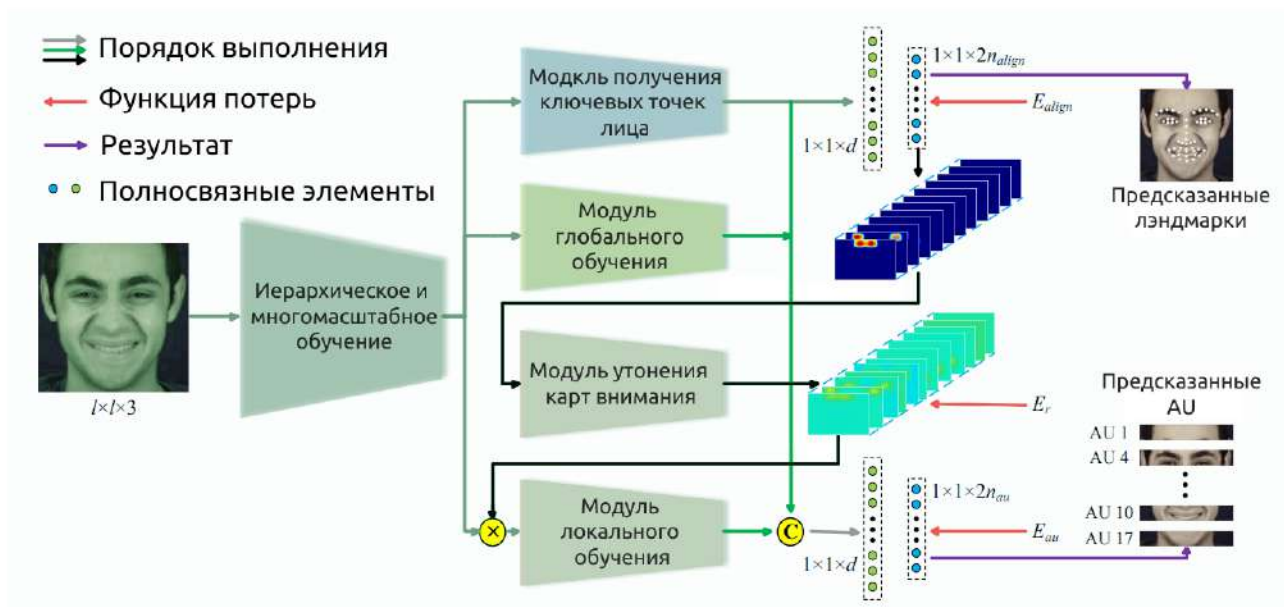 Порядок выполнения
Функция потерь
Результат
Полносвязные элементы
l×l×3
Иерархическое и
многомасштабное
обучение
Модкль получения
ключевых точек
лица
Модуль
глобального
обучения
Модуль утонения
карт внимания
Модуль
локального
обучения
×
C
1×1×d
1×1×2n_align
E_align
Предсказанные
лэндмарки
E_r
1×1×d
1×1×2n_au
E_au
Предсказанные
AU
AU 1
AU 4
AU 10
AU 17